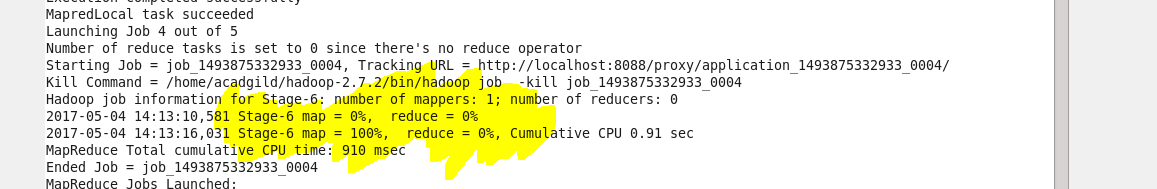 Execution completed successfully
MapredLocal task succeeded
Launching Job 4 out of 5
Number of reduce tasks is set to 0 since there's no reduce operator
Starting Job = job_1493875332933_0004, Tracking URL = http://localhost:8088/proxy/application_1493875332933_0004/
Kill Command = /home/acadgild/hadoop-2.7.2/bin/hadoop job  -kill job_1493875332933_0004
Hadoop job information for Stage-6: number of mappers: 1; number of reducers: 0
2017-05-04 14:13:10,581 Stage-6 map = 0%,  reduce = 0%
2017-05-04 14:13:16,031 Stage-6 map = 100%,  reduce = 0%, Cumulative CPU 0.91 sec
MapReduce Total cumulative CPU time: 910 msec
Ended Job = job_1493875332933_0004
MapReduce Jobs Launched: